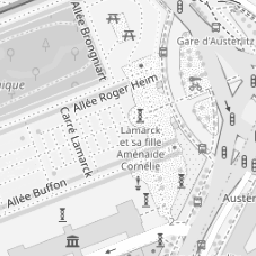 Allée Brongniart
Gare d'Austerlitz
ique
Allée Roger Heim
Carré Lamarck
Lamarck
et sa fille
Aménaïde
Cornélie
Allée Buffon
Auster